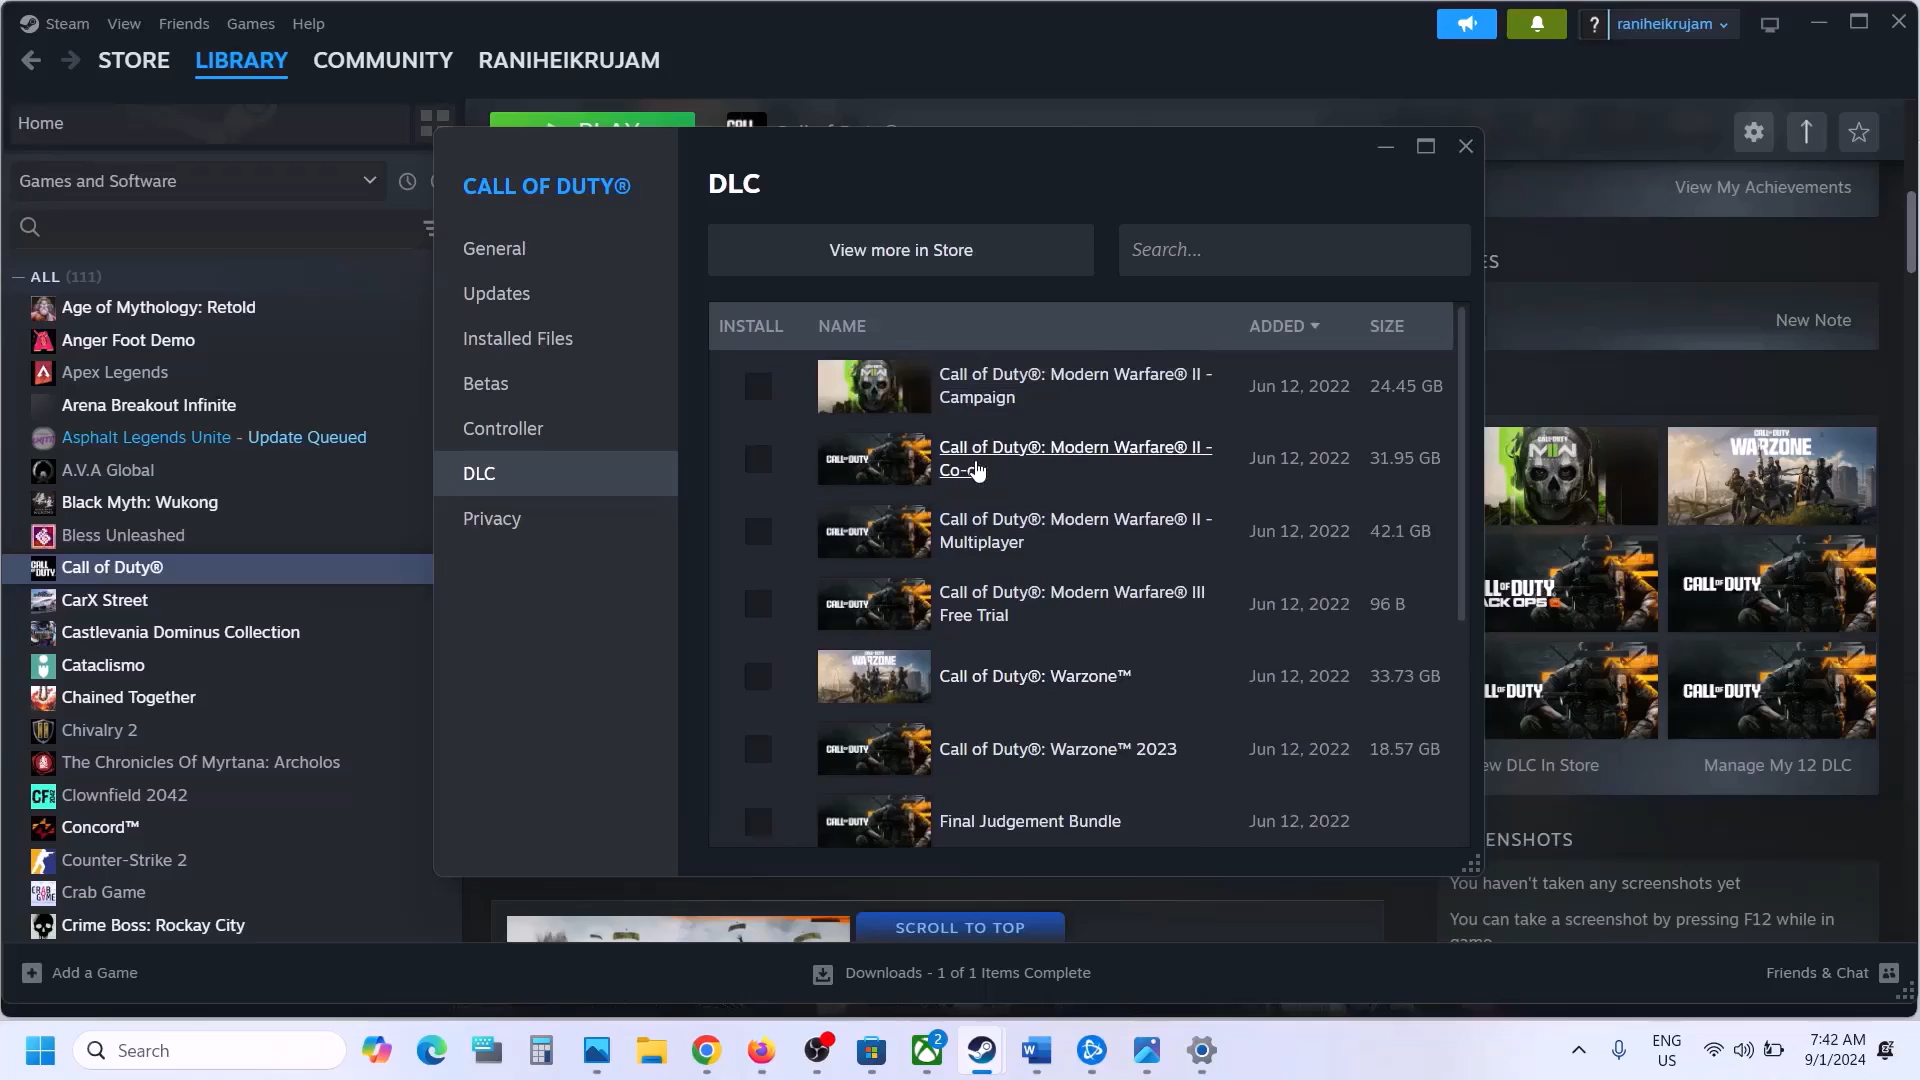 Steam View Friends Games Help
? raniheikrujam
STORE LIBRARY COMMUNITY RANIHEIKRUJAM
Home
Games and Software
ALL (111)
Age of Mythology: Retold
Anger Foot Demo
Apex Legends
Arena Breakout Infinite
Asphalt Legends Unite - Update Queued
A.V.A Global
Black Myth: Wukong
Bless Unleashed
Call of Duty®
CarX Street
Castlevania Dominus Collection
Cataclismo
Chained Together
Chivalry 2
The Chronicles Of Myrtana: Archolos
Clownfield 2042
Concord™
Counter-Strike 2
Crab Game
Crime Boss: Rockay City
CALL OF DUTY®
General
Updates
Installed Files
Betas
Controller
DLC
Privacy
DLC
View more in Store Search...
INSTALL NAME ADDED SIZE
Call of Duty®: Modern Warfare® II -
Campaign
Jun 12, 2022 24.45 GB
Call of Duty®: Modern Warfare® II -
Jun 12, 2022 31.95 GB
Call of Duty®: Modern Warfare® II -
Multiplayer
Jun 12, 2022 42.1 GB
Call of Duty®: Modern Warfare® III
Free Trial
Jun 12, 2022 96 B
Call of Duty®: Warzone™ Jun 12, 2022 33.73 GB
Call of Duty®: Warzone™ 2023 Jun 12, 2022 18.57 GB
Final Judgement Bundle Jun 12, 2022
View My Achievements
New Note
WARZONE
CALL OF DUTY
CALL OF DUTY
DLC In Store Manage My 12 DLC
You haven't taken any screenshots yet
You can take a screenshot by pressing F12 while in
SCROLL TO TOP
Add a Game
Downloads - 1 of 1 Items Complete
Friends & Chat
Search
2
ENG
US
7:42 AM
9/1/2024